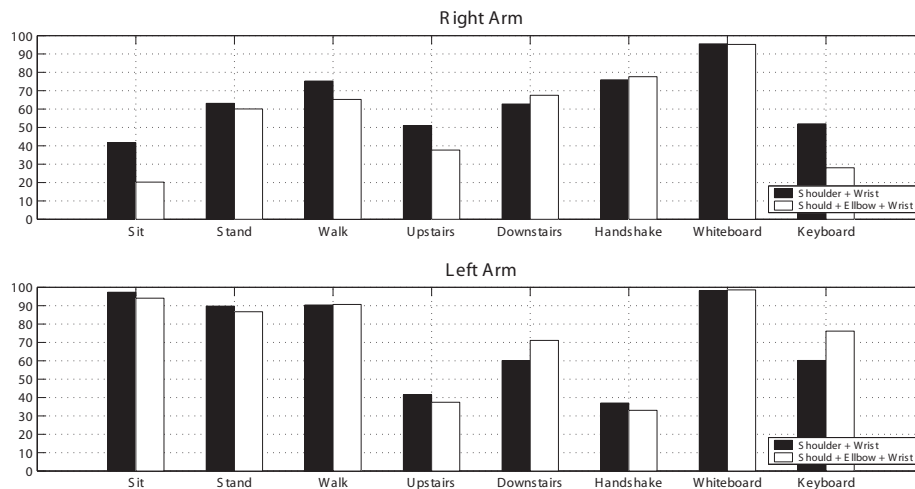 Right Arm
100
90
80
70
60
50
40
30
20
10
0
Sit Stand Walk Upstairs Downstairs Handshake Whiteboard Keyboard
Shoulder + Wrist
Should + Ellbow + Wrist
Left Arm
100
90
80
70
60
50
40
30
20
10
0
Sit Stand Walk Upstairs Downstairs Handshake Whiteboard Keyboard
Shoulder + Wrist
Should + Ellbow + Wrist